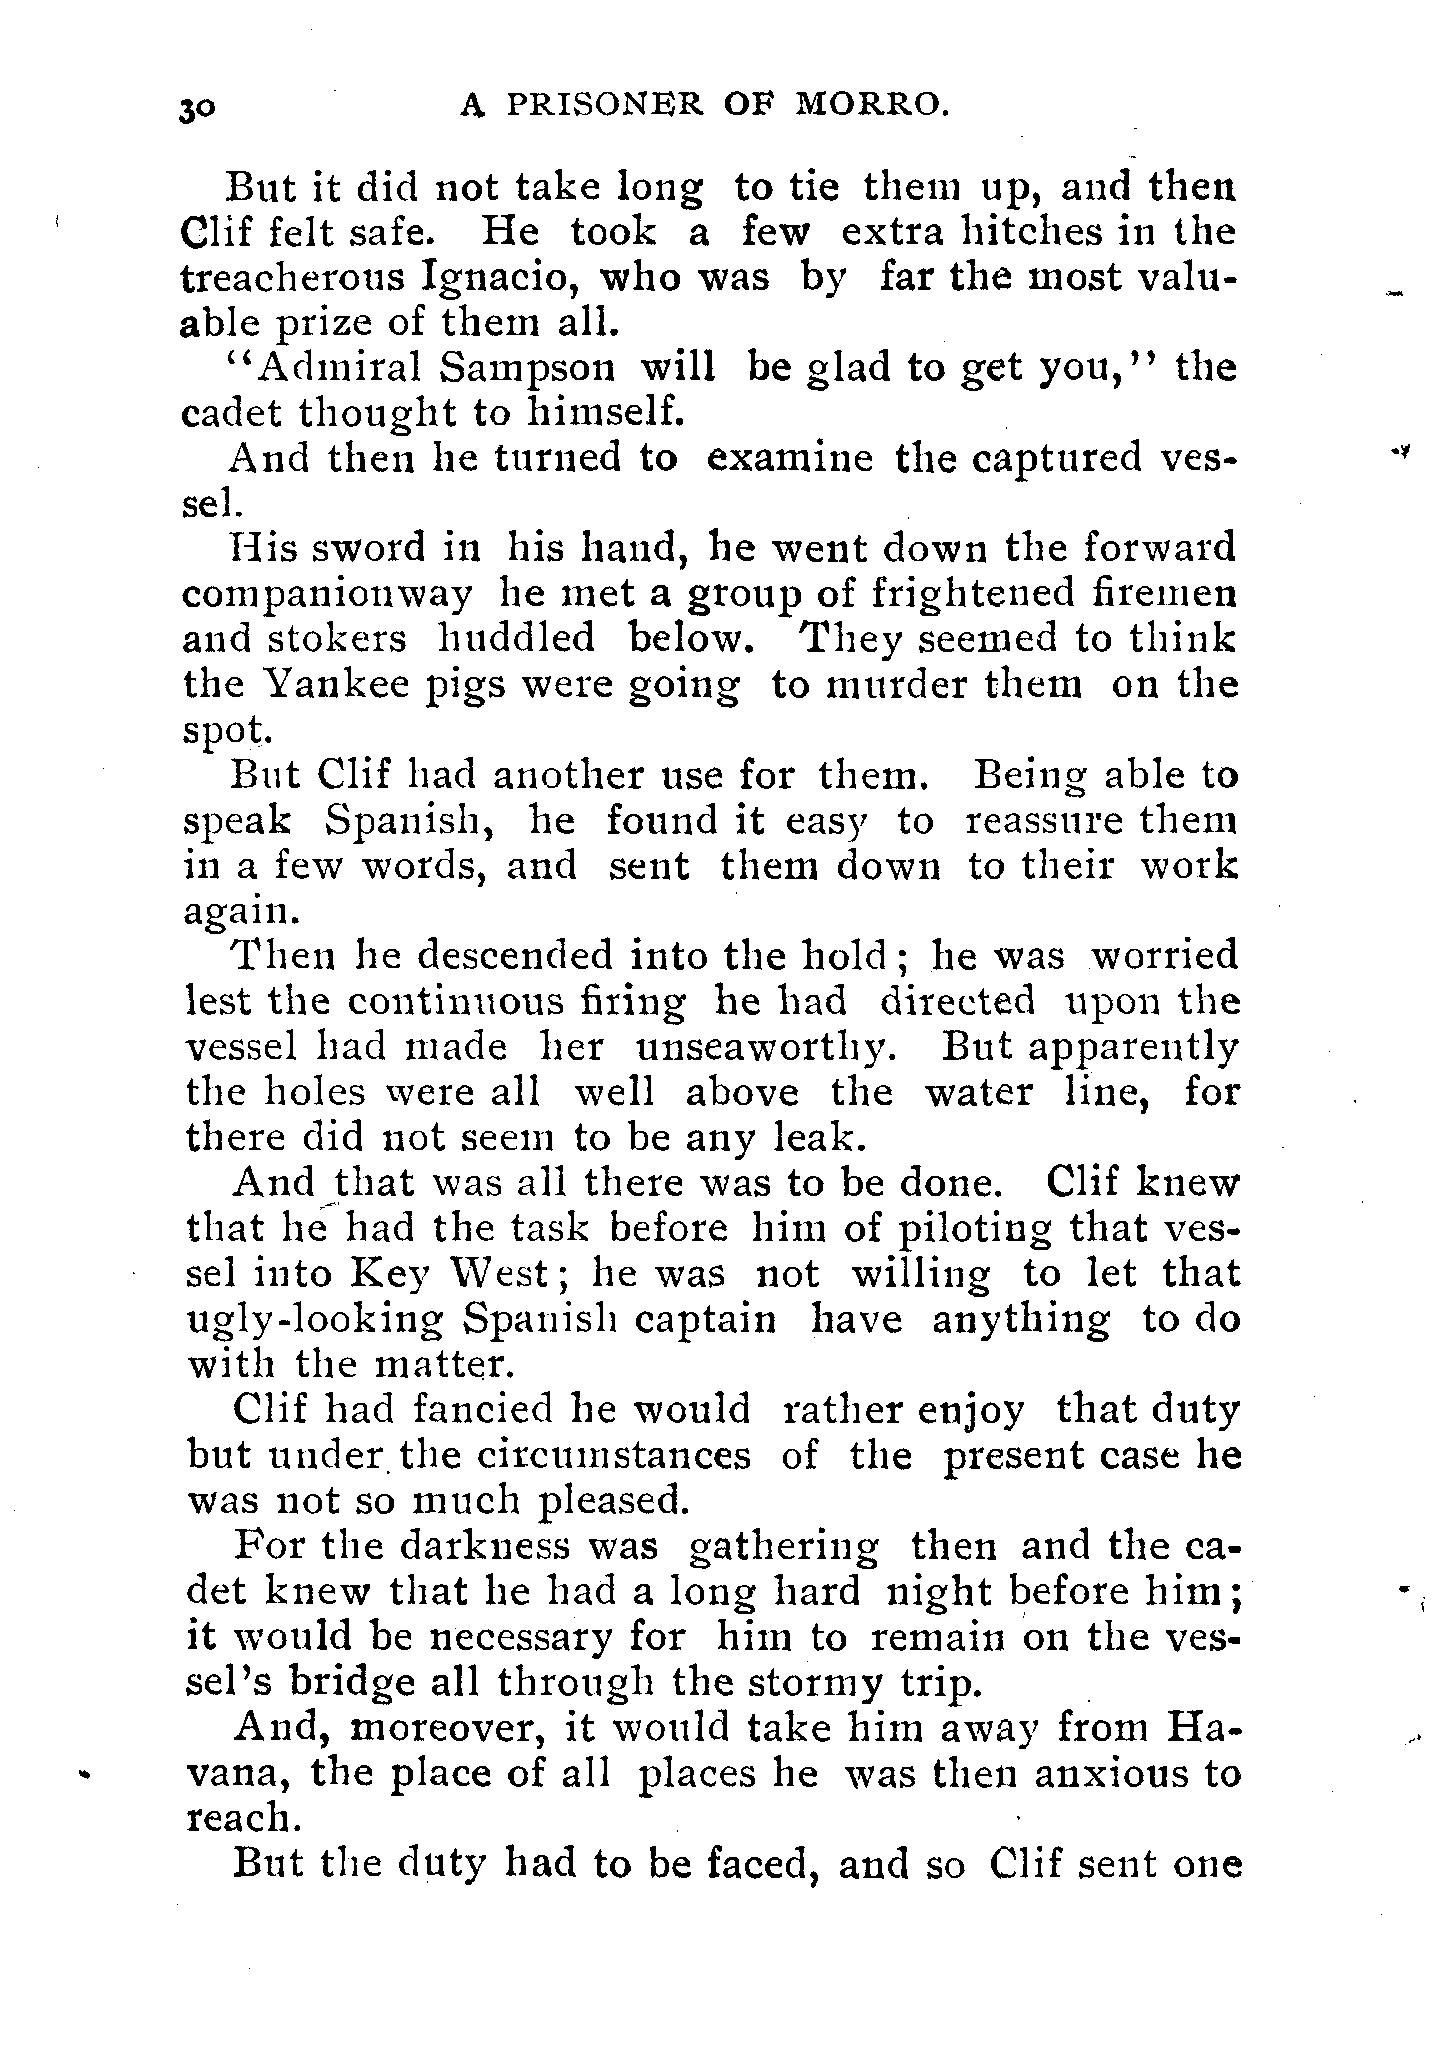 30 A PRISONER OF MORRO.
But it did not take long to tie them up, and then
Clif felt safe. He took a few extra hitches in the
treacherous Ignacio, who was by far the most valu-
able prize of them all.
"Admiral Sampson will be glad to get you," the
cadet thought to himself.
And then he turned to examine the captured ves-
sel.
His sword in his hand, he went down the forward
companionway he met a group of frightened firemen
and stokers huddled below. They seemed to think
the Yankee pigs were going to murder them on the
spot.
But Clif had another use for them. Being able to
speak Spanish, he found it easy to reassure them
in a few words, and sent them down to their work
again.
Then he descended into the hold; he was worried
lest the continuous firing he had directed upon the
vessel had made her unseaworthy. But apparently
the holes were all well above the water line, for
there did not seem to be any leak.
And that was all there was to be done. Clif knew
that he had the task before him of piloting that ves-
sel into Key West; he was not willing to let that
ugly-looking Spanish captain have anything to do
with the matter.
Clif had fancied he would rather enjoy that duty
but under the circumstances of the present case he
was not so much pleased.
For the darkness was gathering then and the ca-
det knew that he had a long hard night before him;
it would be necessary for him to remain on the ves-
sel's bridge all through the stormy trip.
And, moreover, it would take him away from Ha-
vana, the place of all places he was then anxious to
reach.
But the duty had to be faced, and so Clif sent one